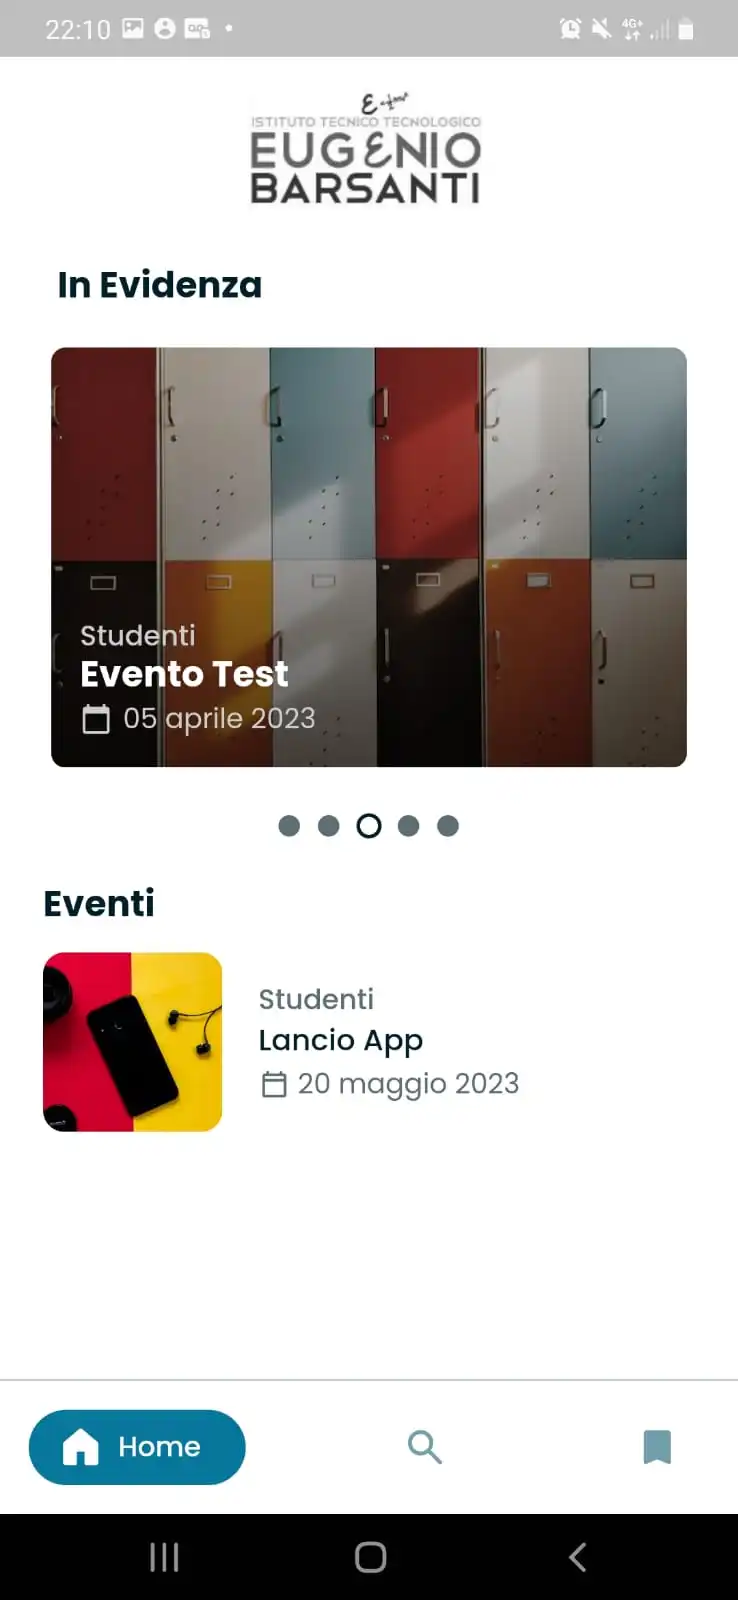 22:10
4G+
ISTITUTO TECNICO TECNOLOGICO
EUGENIO
BARSANTI
In Evidenza
Studenti
Evento Test
05 aprile 2023
Eventi
Studenti
Lancio App
20 maggio 2023
Home